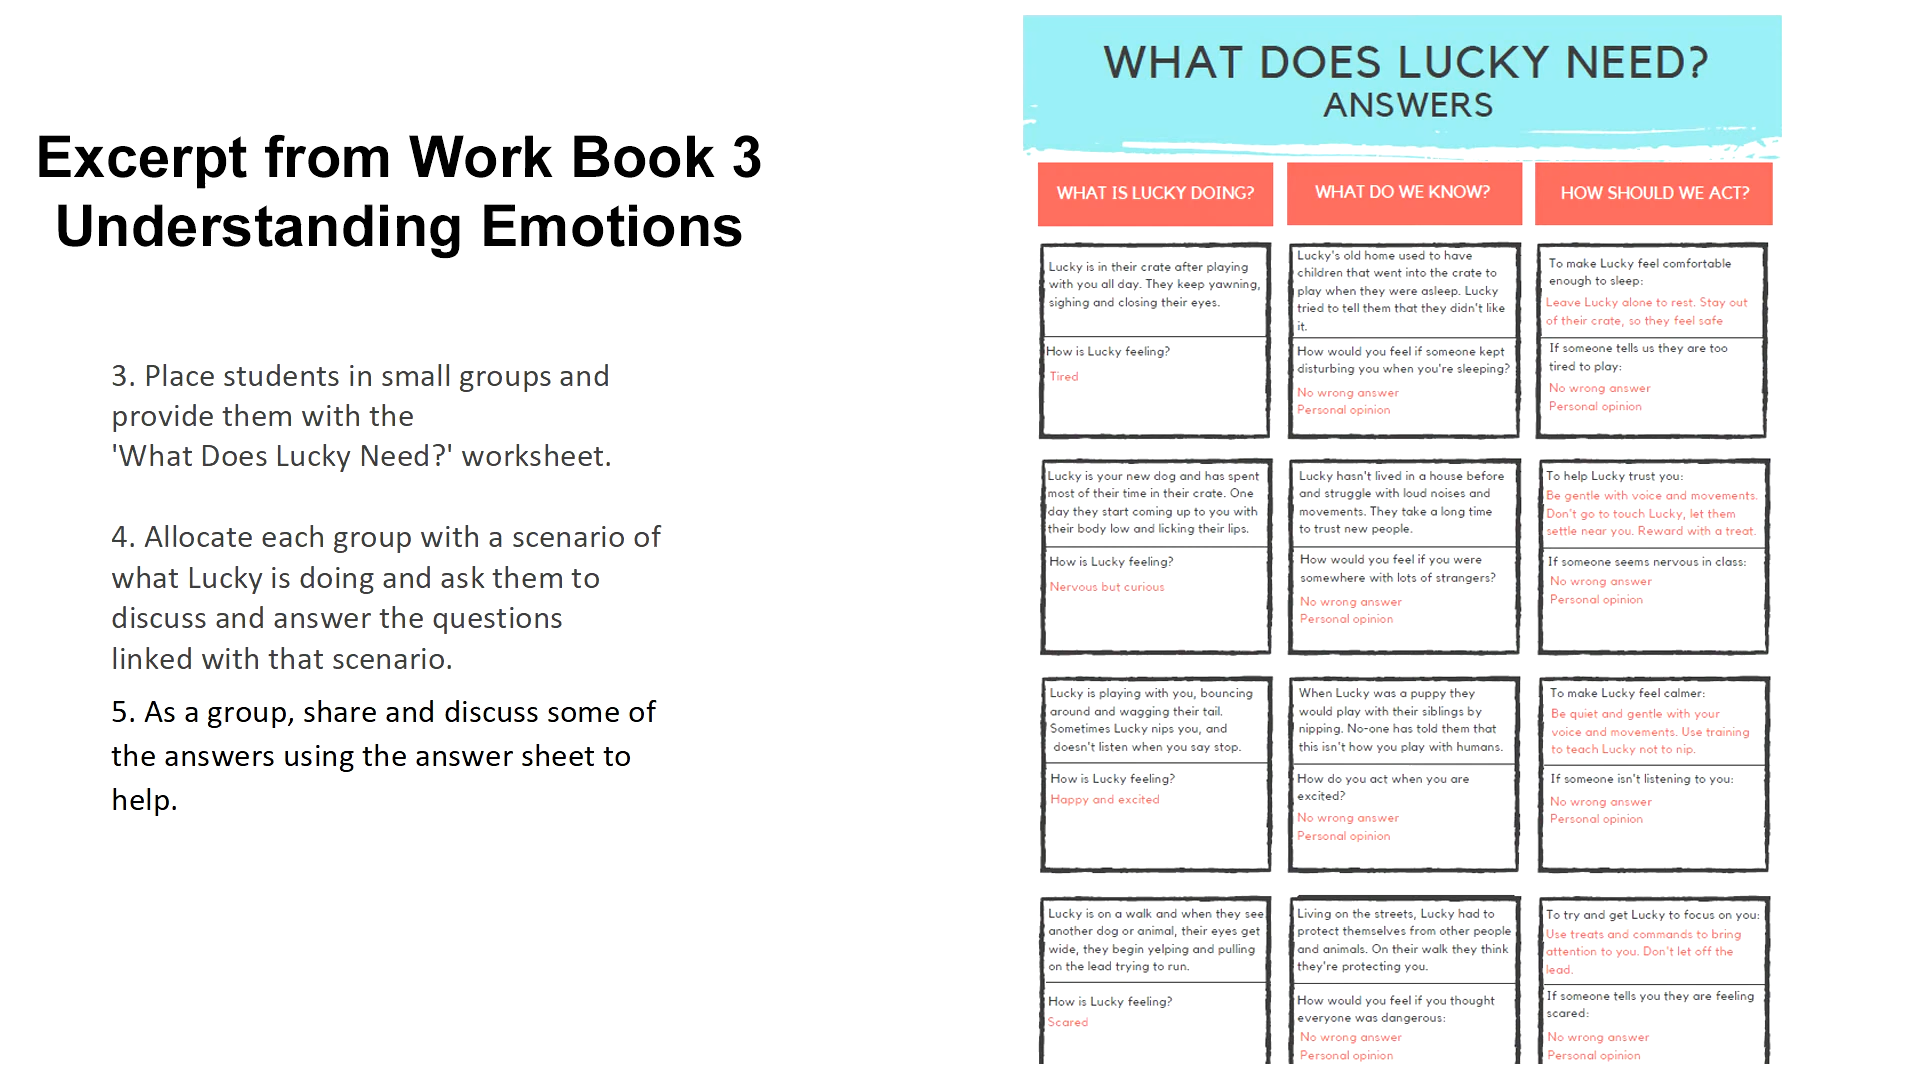 Excerpt from Work Book 3
Understanding Emotions
3. Place students in small groups and
provide them with the
'What Does Lucky Need?' worksheet.
4. Allocate each group with a scenario of
what Lucky is doing and ask them to
discuss and answer the questions
linked with that scenario.
5. As a group, share and discuss some of
the answers using the answer sheet to
help.
WHAT DOES LUCKY NEED?
ANSWERS
WHAT IS LUCKY DOING?
WHAT DO WE KNOW?
HOW SHOULD WE ACT?
Lucky is in their crate after playing
with you all day. They keep yawning,
sighing and closing their eyes.
How is Lucky feeling?
Tired
Lucky's old home used to have
children that went into the crate to
play when they were asleep. Lucky
tried to tell them that they didn't like
it.
How would you feel if someone kept
disturbing you when you're sleeping?
No wrong answer
Personal opinion
To make Lucky feel comfortable
enough to sleep:
Leave Lucky alone to rest. Stay out
of their crate, so they feel safe
If someone tells us they are too
tired to play:
No wrong answer
Personal opinion
Lucky is your new dog and has spent
most of their time in their crate. One
day they start coming up to you with
their body low and licking their lips.
How is Lucky feeling?
Nervous but curious
Lucky hasn't lived in a house before
and struggle with loud noises and
movements. They take a long time
to trust new people.
How would you feel if you were
somewhere with lots of strangers?
No wrong answer
Personal opinion
To help Lucky trust you:
Be gentle with voice and movements.
Don't go to touch Lucky, let them
settle near you. Reward with a treat.
If someone seems nervous in class:
No wrong answer
Personal opinion
Lucky is playing with you, bouncing
around and wagging their tail.
Sometimes Lucky nips you, and
doesn't listen when you say stop.
How is Lucky feeling?
Happy and excited
When Lucky was a puppy they
would play with their siblings by
nipping. No-one has told them that
this isn't how you play with humans.
How do you act when you are
excited?
No wrong answer
Personal opinion
To make Lucky feel calmer:
Be quiet and gentle with your
voice and movements. Use training
to teach Lucky not to nip.
If someone isn't listening to you:
No wrong answer
Personal opinion
Lucky is on a walk and when they see
another dog or animal, their eyes get
wide, they begin yelping and pulling
on the lead trying to run.
How is Lucky feeling?
Scared
Living on the streets, Lucky had to
protect themselves from other people
and animals. On their walk they think
they're protecting you.
How would you feel if you thought
everyone was dangerous:
No wrong answer
Personal opinion
To try and get Lucky to focus on you:
Use treats and commands to bring
attention to you. Don't let off the
lead.
If someone tells you they are feeling
scared:
No wrong answer
Personal opinion